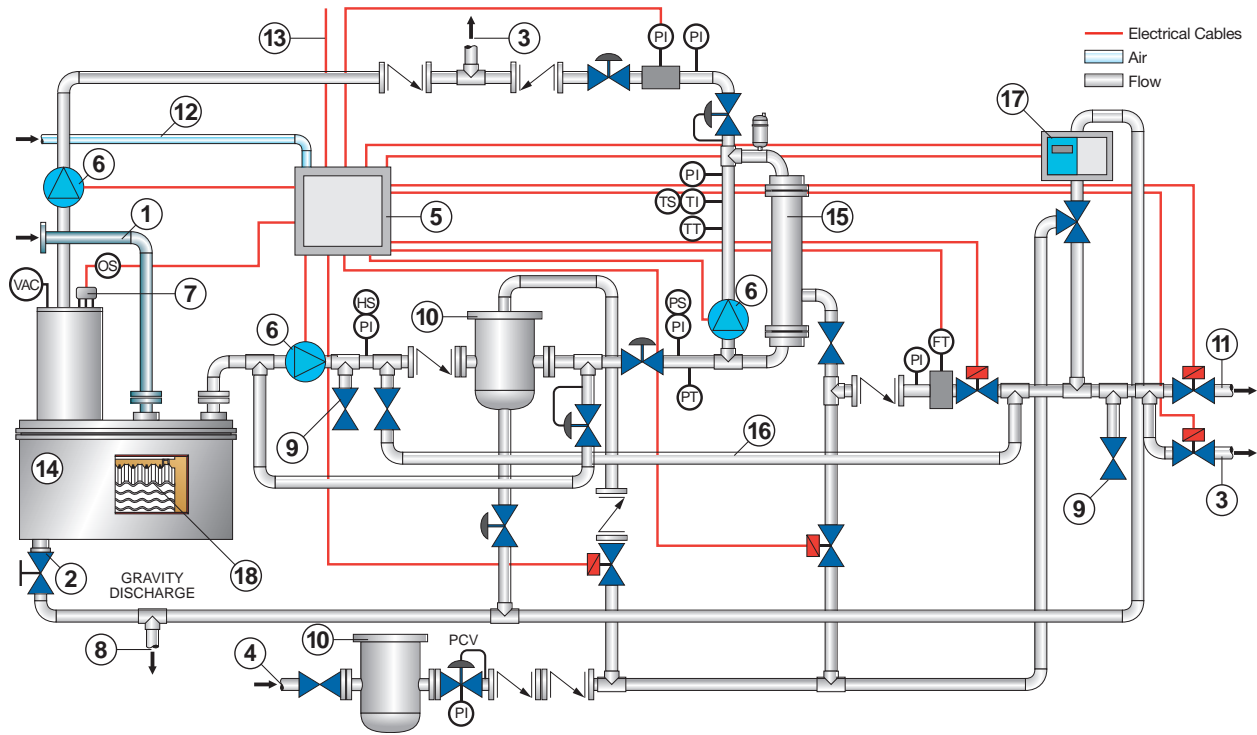 13
3
PI
PI
Electrical Cables
Air
Flow
12
17
6
PI
TS
TI
TT
15
5
1
OS
VAC
7
10
6
HS
PI
PS
PI
6
PT
PI
FT
11
9
16
14
18
3
9
2
GRAVITY
DISCHARGE
8
10
PCV
4
PI